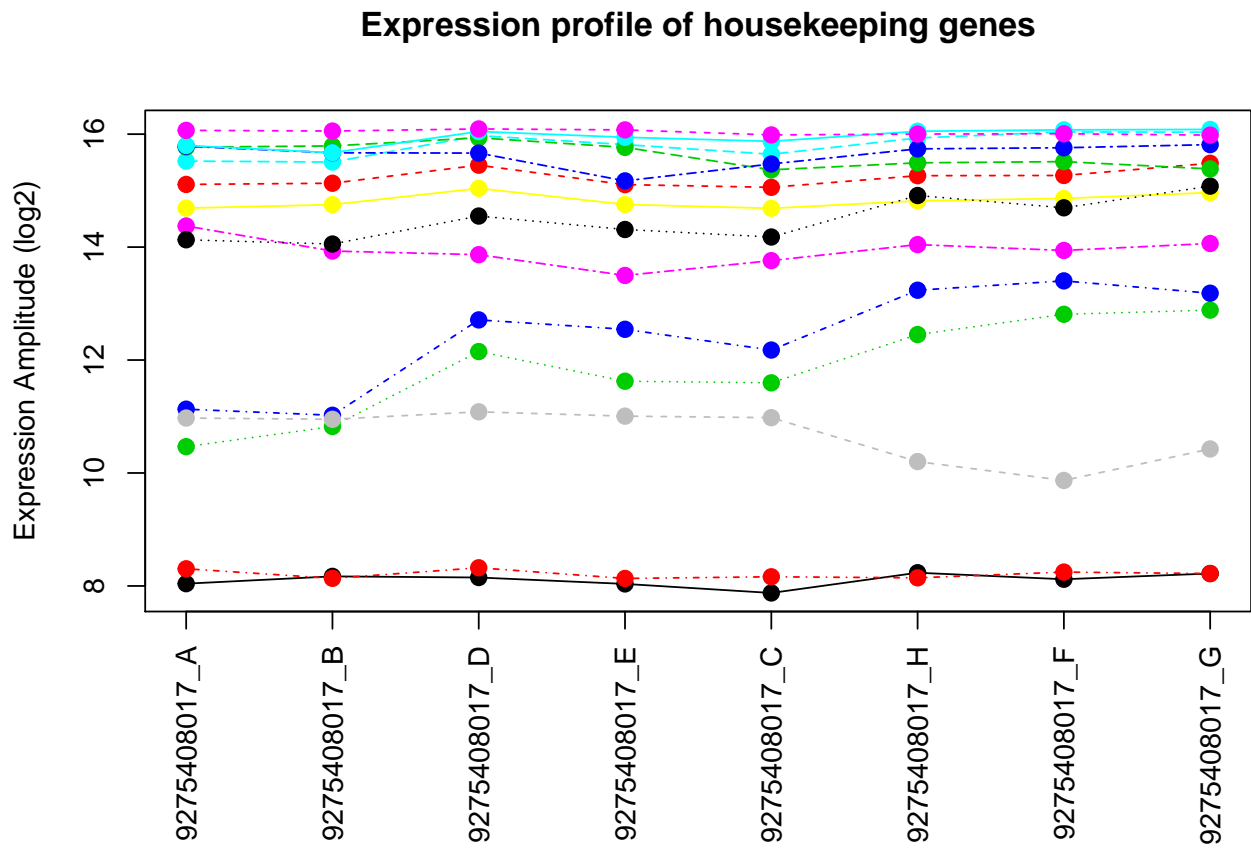 Expression profile of housekeeping genes
Expression Amplitude (log2)
16
14
12
10
8
9275408017_A
9275408017_B
9275408017_D
9275408017_E
9275408017_C
9275408017_H
9275408017_F
9275408017_G